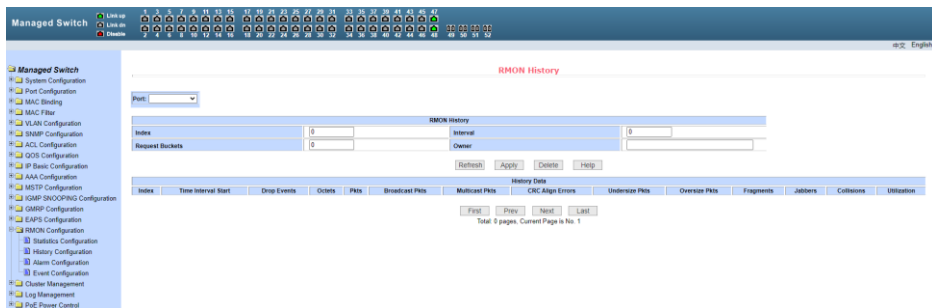 Managed Switch
Link up
Link dn
Disable
1 3 5 7 9 11 13 15 17 19 21 23 25 27 29 31 33 35 37 39 41 43 45 47
2 4 6 8 10 12 14 16 18 20 22 24 26 28 30 32 34 36 38 40 42 44 46 48 49 50 51 52
中文 English
Managed Switch
System Configuration
Port Configuration
MAC Binding
MAC Filter
VLAN Configuration
SNMP Configuration
ACL Configuration
QOS Configuration
IP Basic Configuration
AAA Configuration
MSTP Configuration
IGMP SNOOPING Configuration
GMRP Configuration
EAPS Configuration
RMON Configuration
Statistics Configuration
History Configuration
Alarm Configuration
Event Configuration
Cluster Management
Log Management
PoE Power Control
RMON History
Port:
RMON History
Index 0 Interval 0
Request Buckets 0 Owner
Refresh Apply Delete Help
History Data
Index Time Interval Start Drop Events Octets Pkts Broadcast Pkts Multicast Pkts CRC Align Errors Undersize Pkts Oversize Pkts Fragments Jabbers Collisions Utilization
First Prev Next Last
Total 0 pages, Current Page is No. 1